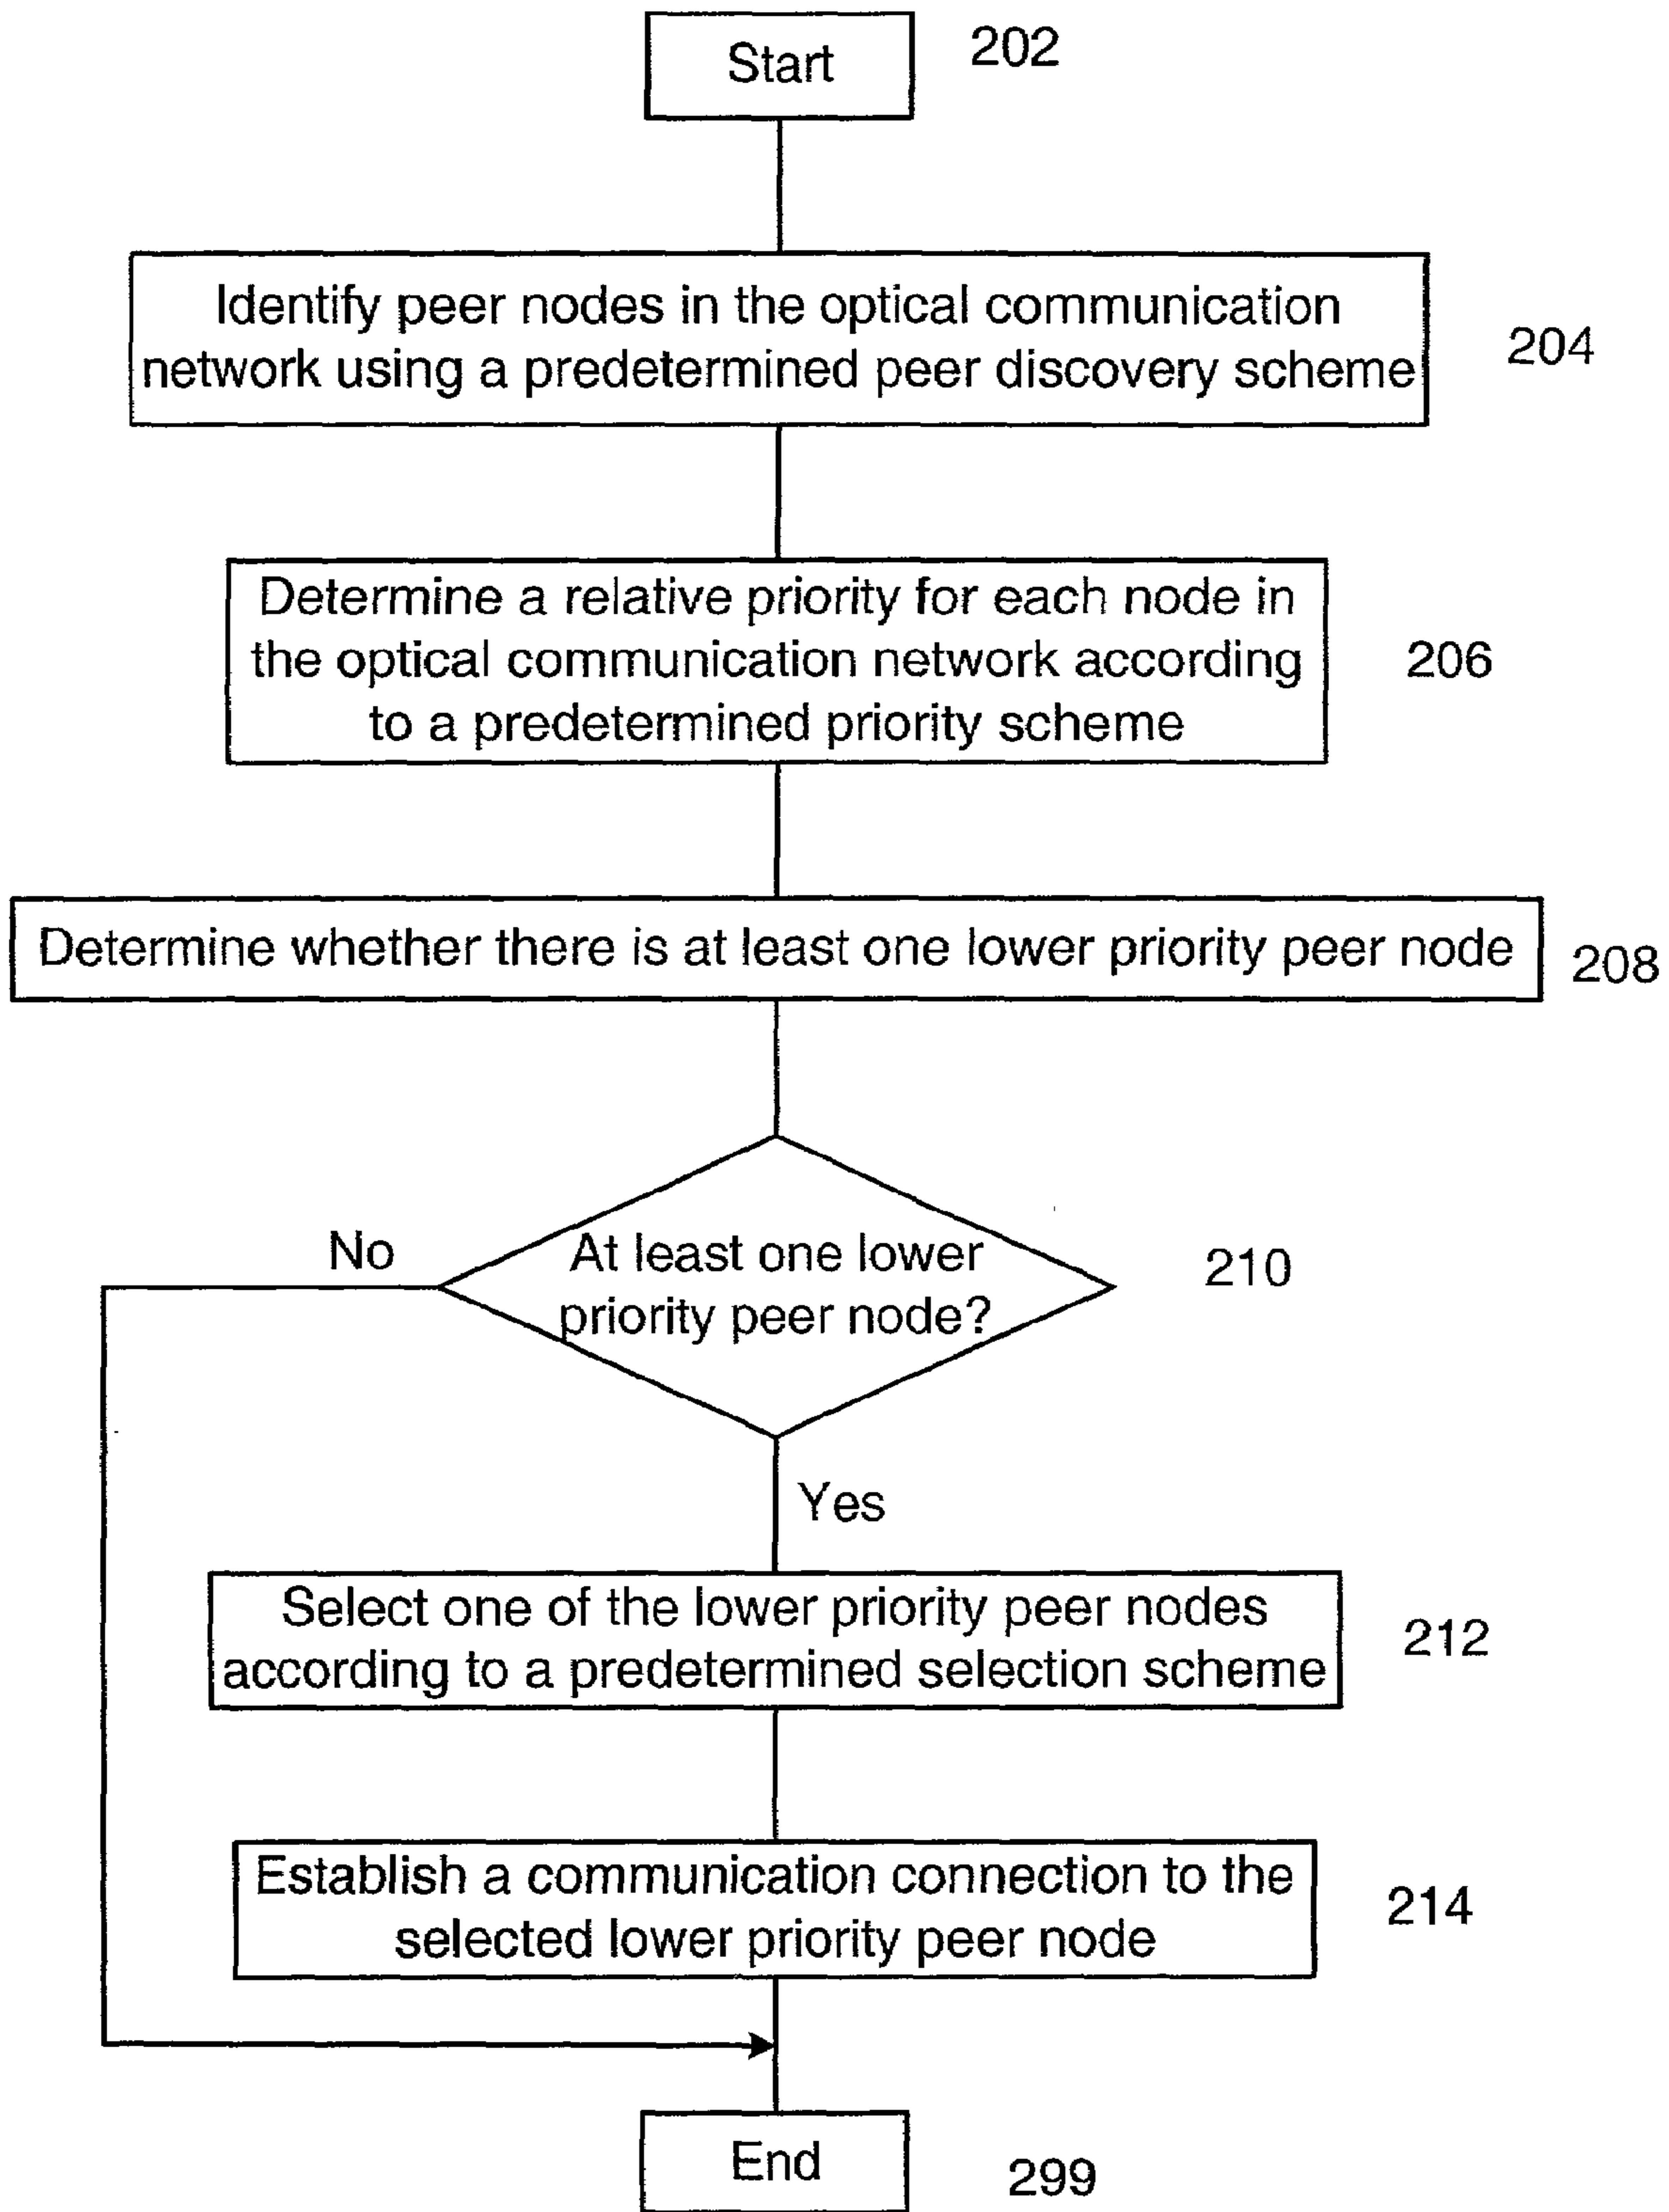 Start
202
Identify peer nodes in the optical communication
network using a predetermined peer discovery scheme
204
Determine a relative priority for each node in
the optical communication network according
to a predetermined priority scheme
206
Determine whether there is at least one lower priority peer node
208
No
At least one lower
priority peer node?
210
Yes
Select one of the lower priority peer nodes
according to a predetermined selection scheme
212
Establish a communication connection to the
selected lower priority peer node
214
End
299